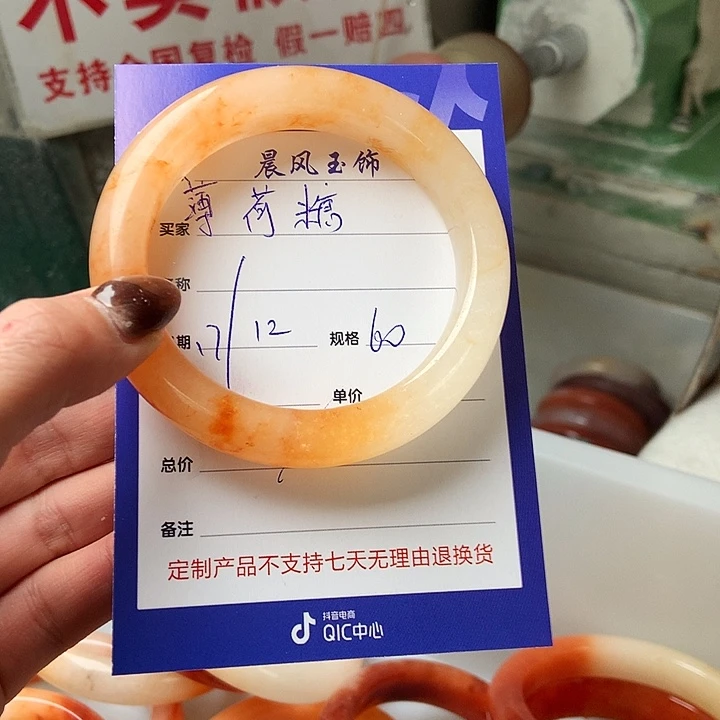 支持全国复检 假一赔四
晨风玉饰
买家 薄荷糖
称
期 17/12 规格 60
单价
总价
备注
定制产品不支持七天无理由退换货
抖音电商
QIC中心